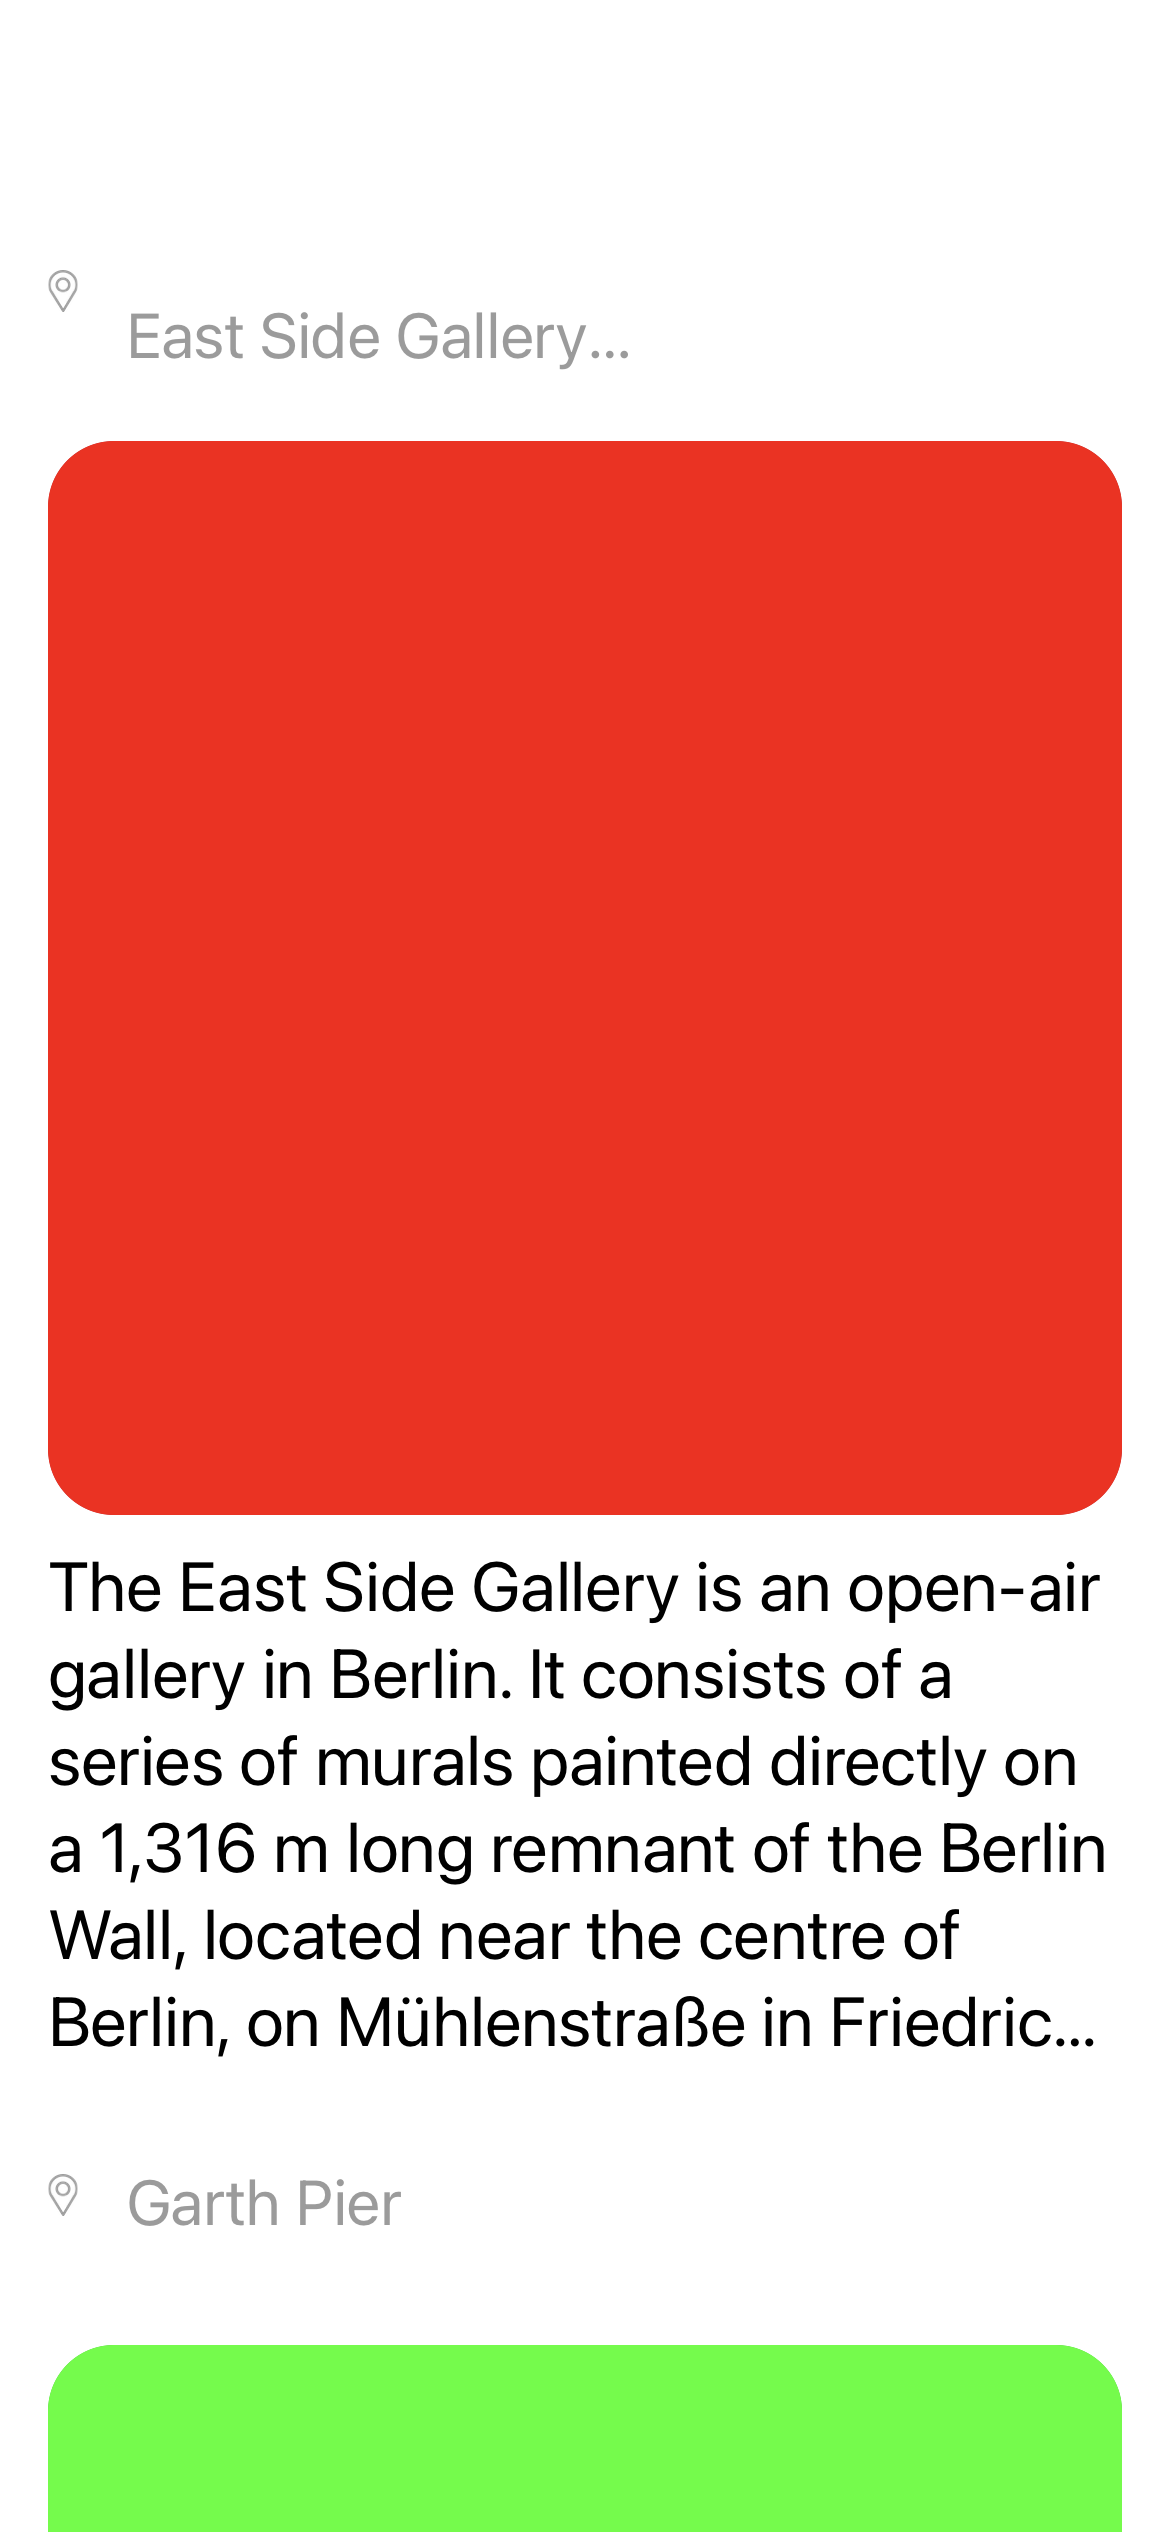 East Side Gallery...
The East Side Gallery is an open-air
gallery in Berlin. It consists of a
series of murals painted directly on
a 1,316 m long remnant of the Berlin
Wall, located near the centre of
Berlin, on Mühlenstraße in Friedric...
Garth Pier